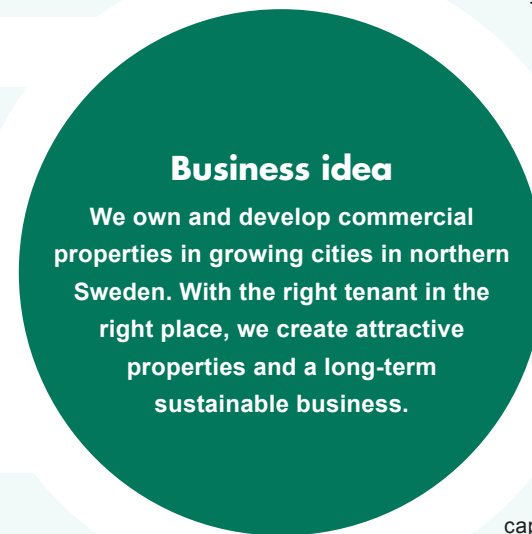 Business idea
We own and develop commercial
properties in growing cities in northern
Sweden. With the right tenant in the
right place, we create attractive
properties and a long-term
sustainable business.
cap